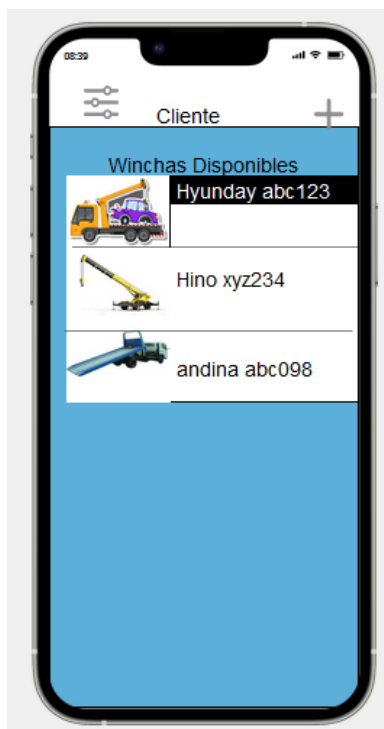 08:39
Cliente
Winchas Disponibles
Hyunday abc123
Hino xyz234
andina abc098